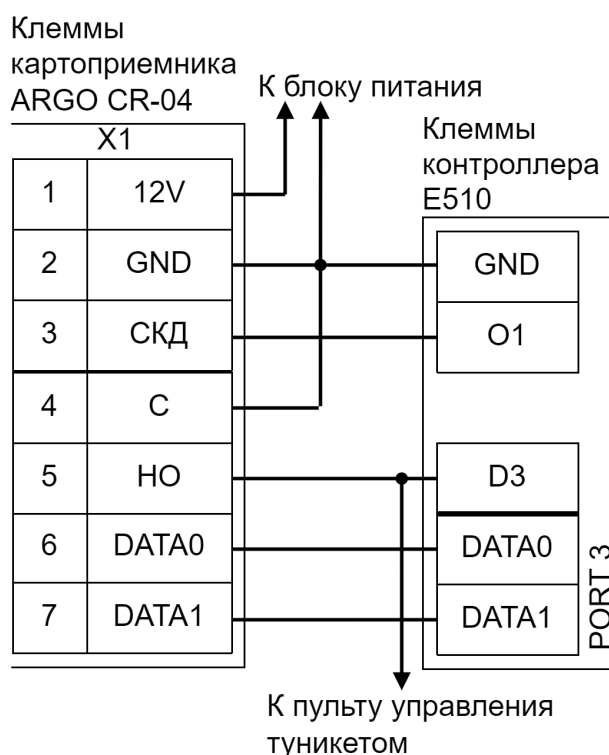 Клеммы
картоприемника
ARGO CR-04
К блоку питания
Клеммы
контроллера
E510
X1
1 12V
2 GND
3 СКД
4 C
5 НО
6 DATA0
7 DATA1
GND
O1
D3
DATA0
DATA1
PORT 3
К пульту управления
туникетом